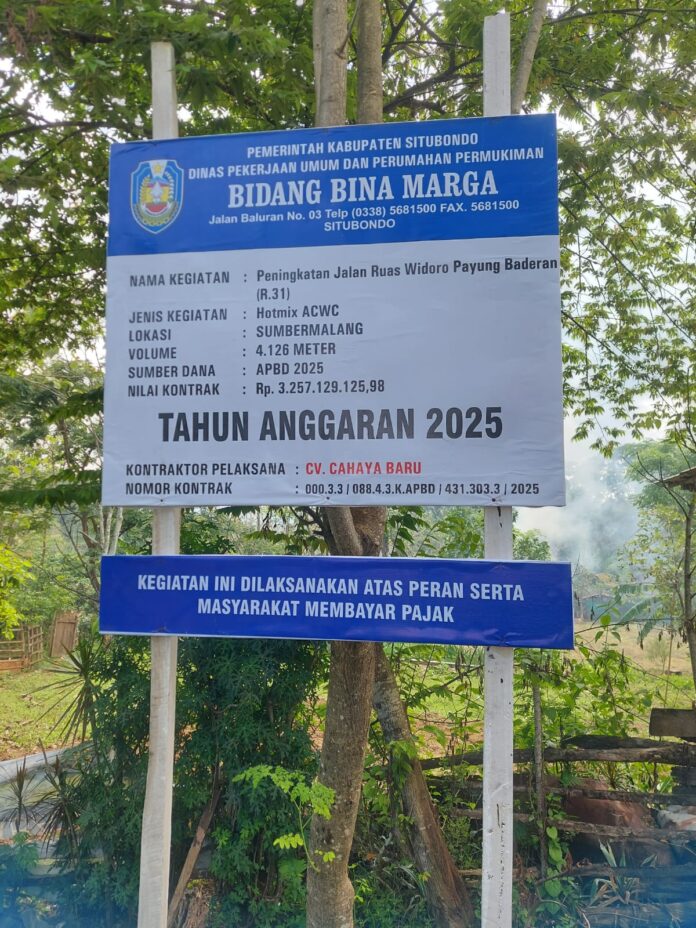 PEMERINTAH KABUPATEN SITUBONDO
DINAS PEKERJAAN UMUM DAN PERUMAHAN PERMUKIMAN
BIDANG BINA MARGA
Jalan Baluran No. 03 Telp (0338) 5681500 FAX. 5681500
SITUBONDO
NAMA KEGIATAN : Peningkatan Jalan Ruas Widoro Payung Baderan
(R.31)
JENIS KEGIATAN : Hotmix ACWC
LOKASI : SUMBERMALANG
VOLUME : 4.126 METER
SUMBER DANA : APBD 2025
NILAI KONTRAK : Rp. 3.257.129.125,98
TAHUN ANGGARAN 2025
KONTRAKTOR PELAKSANA : CV. CAHAYA BARU
NOMOR KONTRAK : 000.3.3 / 088.4.3.K.APBD / 431.303.3 / 2025
KEGIATAN INI DILAKSANAKAN ATAS PERAN SERTA
MASYARAKAT MEMBAYAR PAJAK